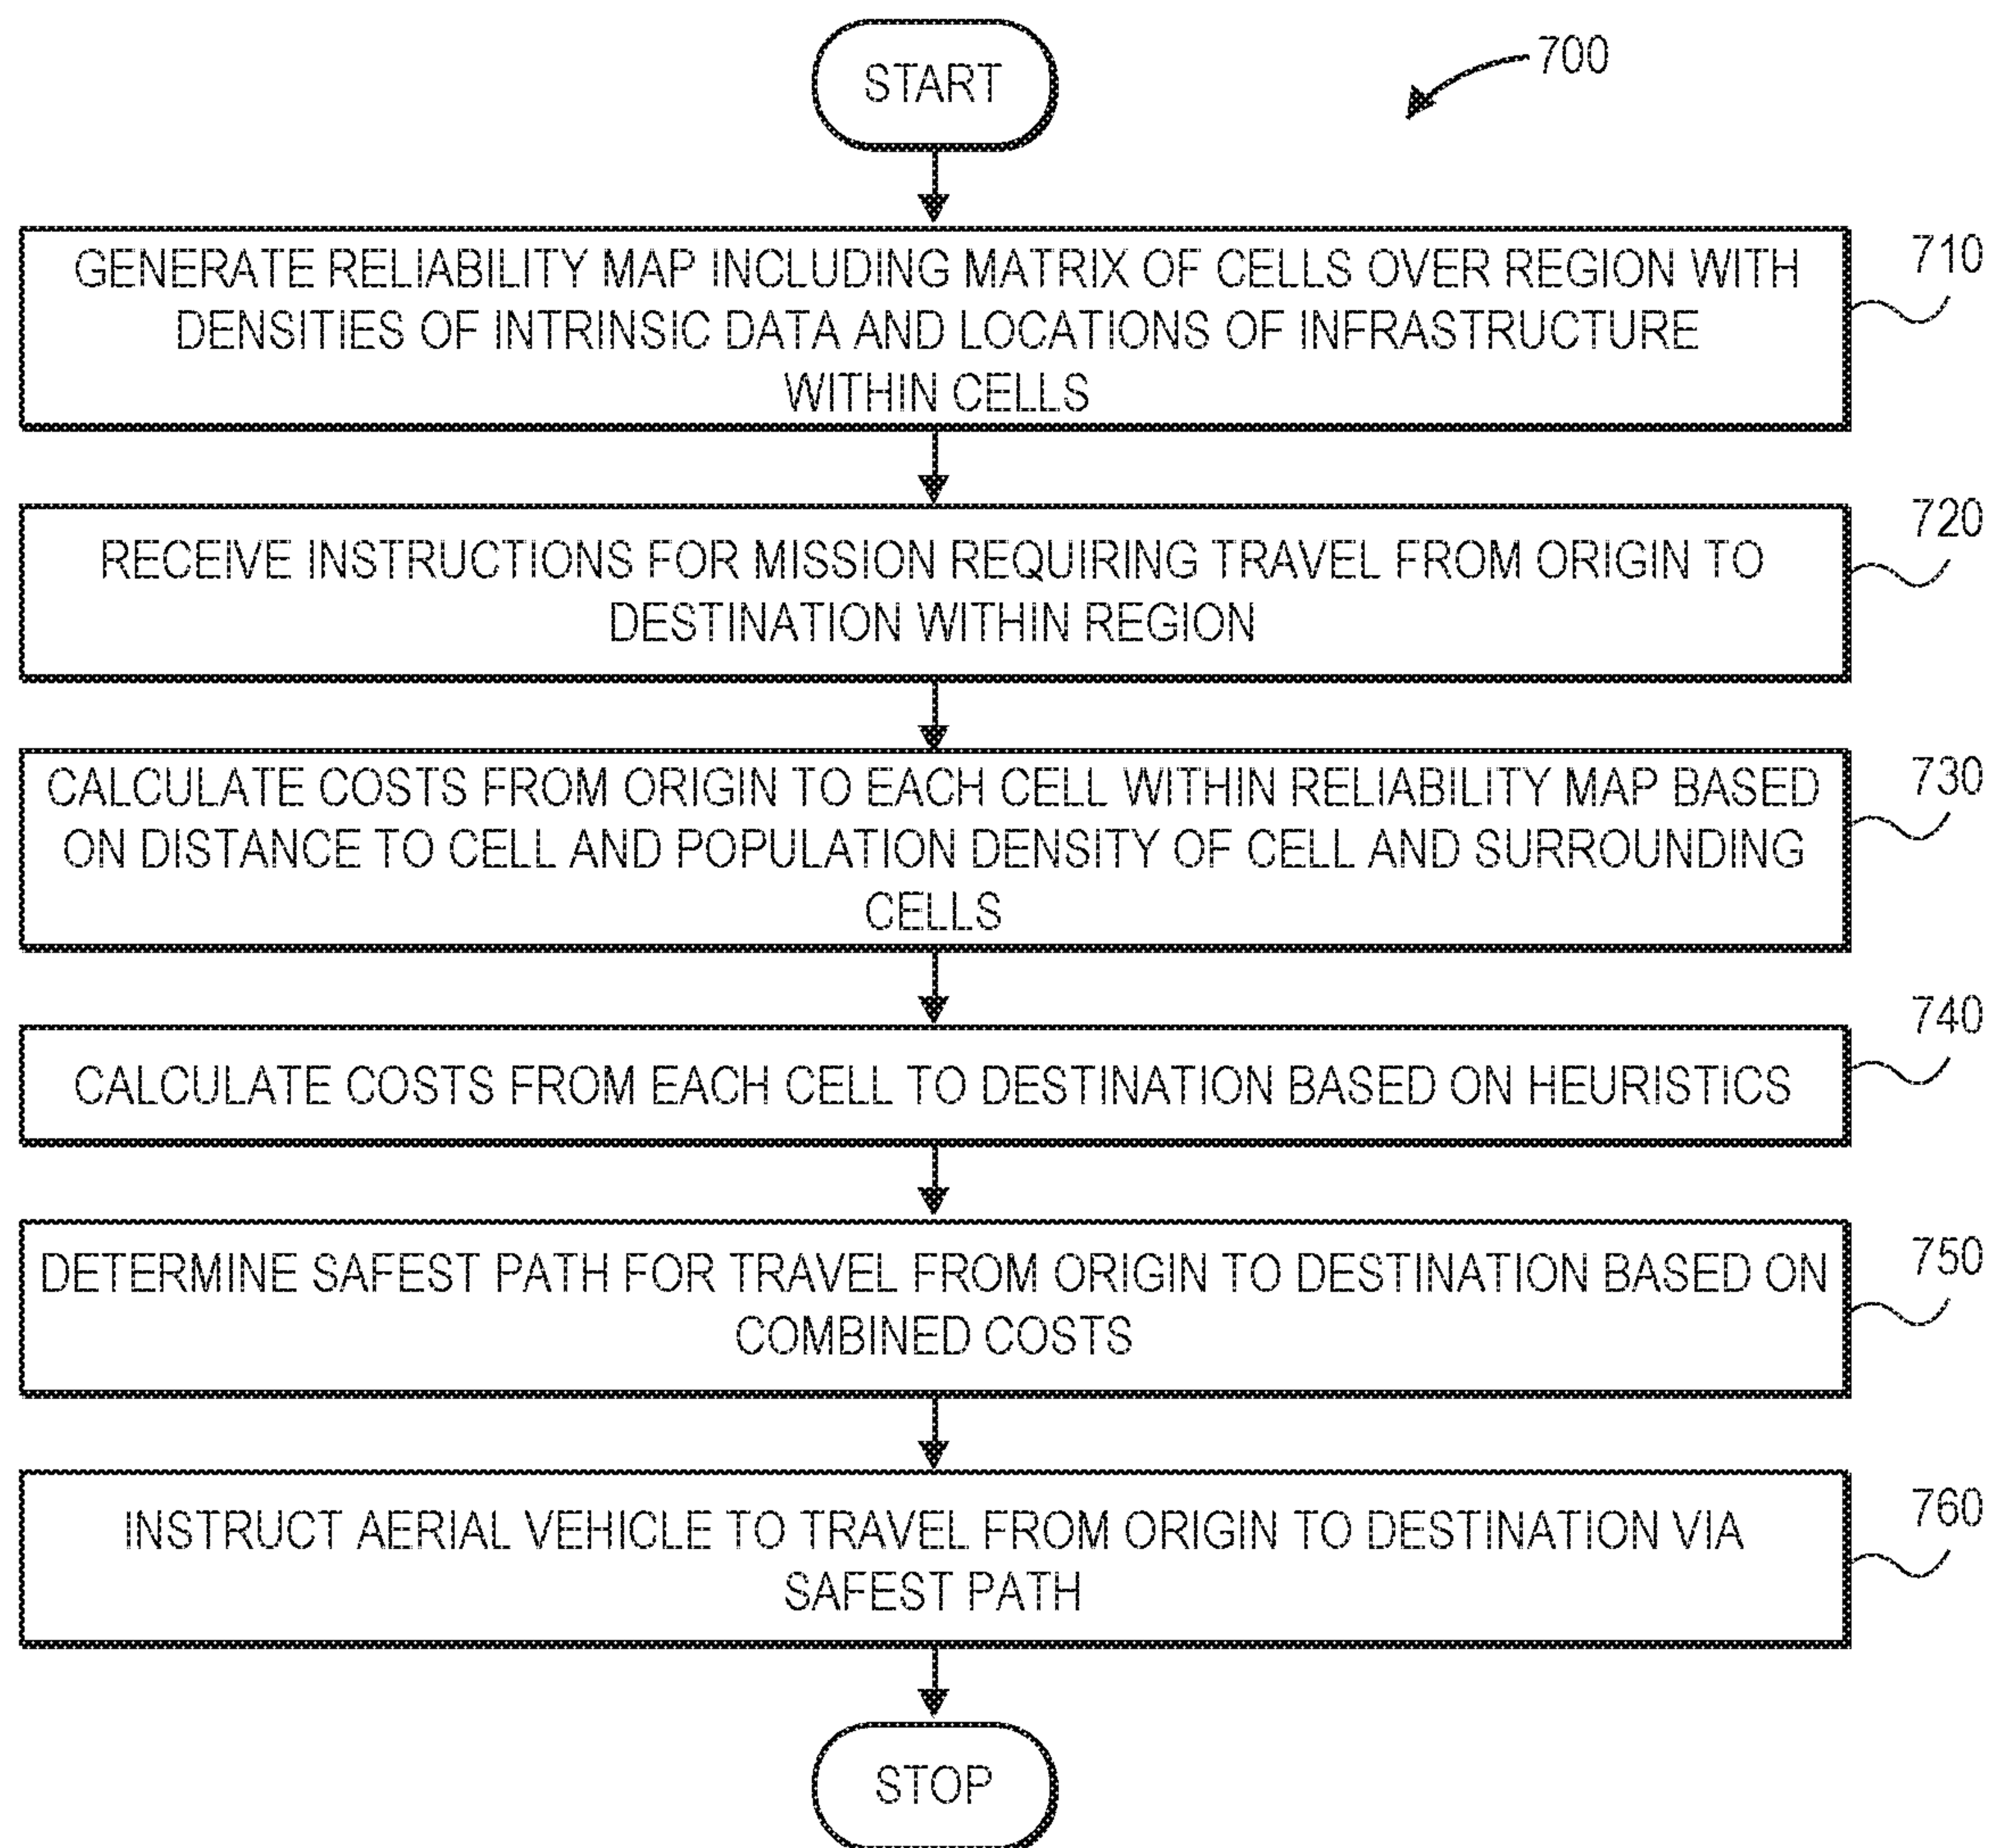 START
700
GENERATE RELIABILITY MAP INCLUDING MATRIX OF CELLS OVER REGION WITH
DENSITIES OF INTRINSIC DATA AND LOCATIONS OF INFRASTRUCTURE
WITHIN CELLS
710
RECEIVE INSTRUCTIONS FOR MISSION REQUIRING TRAVEL FROM ORIGIN TO
DESTINATION WITHIN REGION
720
CALCULATE COSTS FROM ORIGIN TO EACH CELL WITHIN RELIABILITY MAP BASED
ON DISTANCE TO CELL AND POPULATION DENSITY OF CELL AND SURROUNDING
CELLS
730
CALCULATE COSTS FROM EACH CELL TO DESTINATION BASED ON HEURISTICS
740
DETERMINE SAFEST PATH FOR TRAVEL FROM ORIGIN TO DESTINATION BASED ON
COMBINED COSTS
750
INSTRUCT AERIAL VEHICLE TO TRAVEL FROM ORIGIN TO DESTINATION VIA
SAFEST PATH
760
STOP